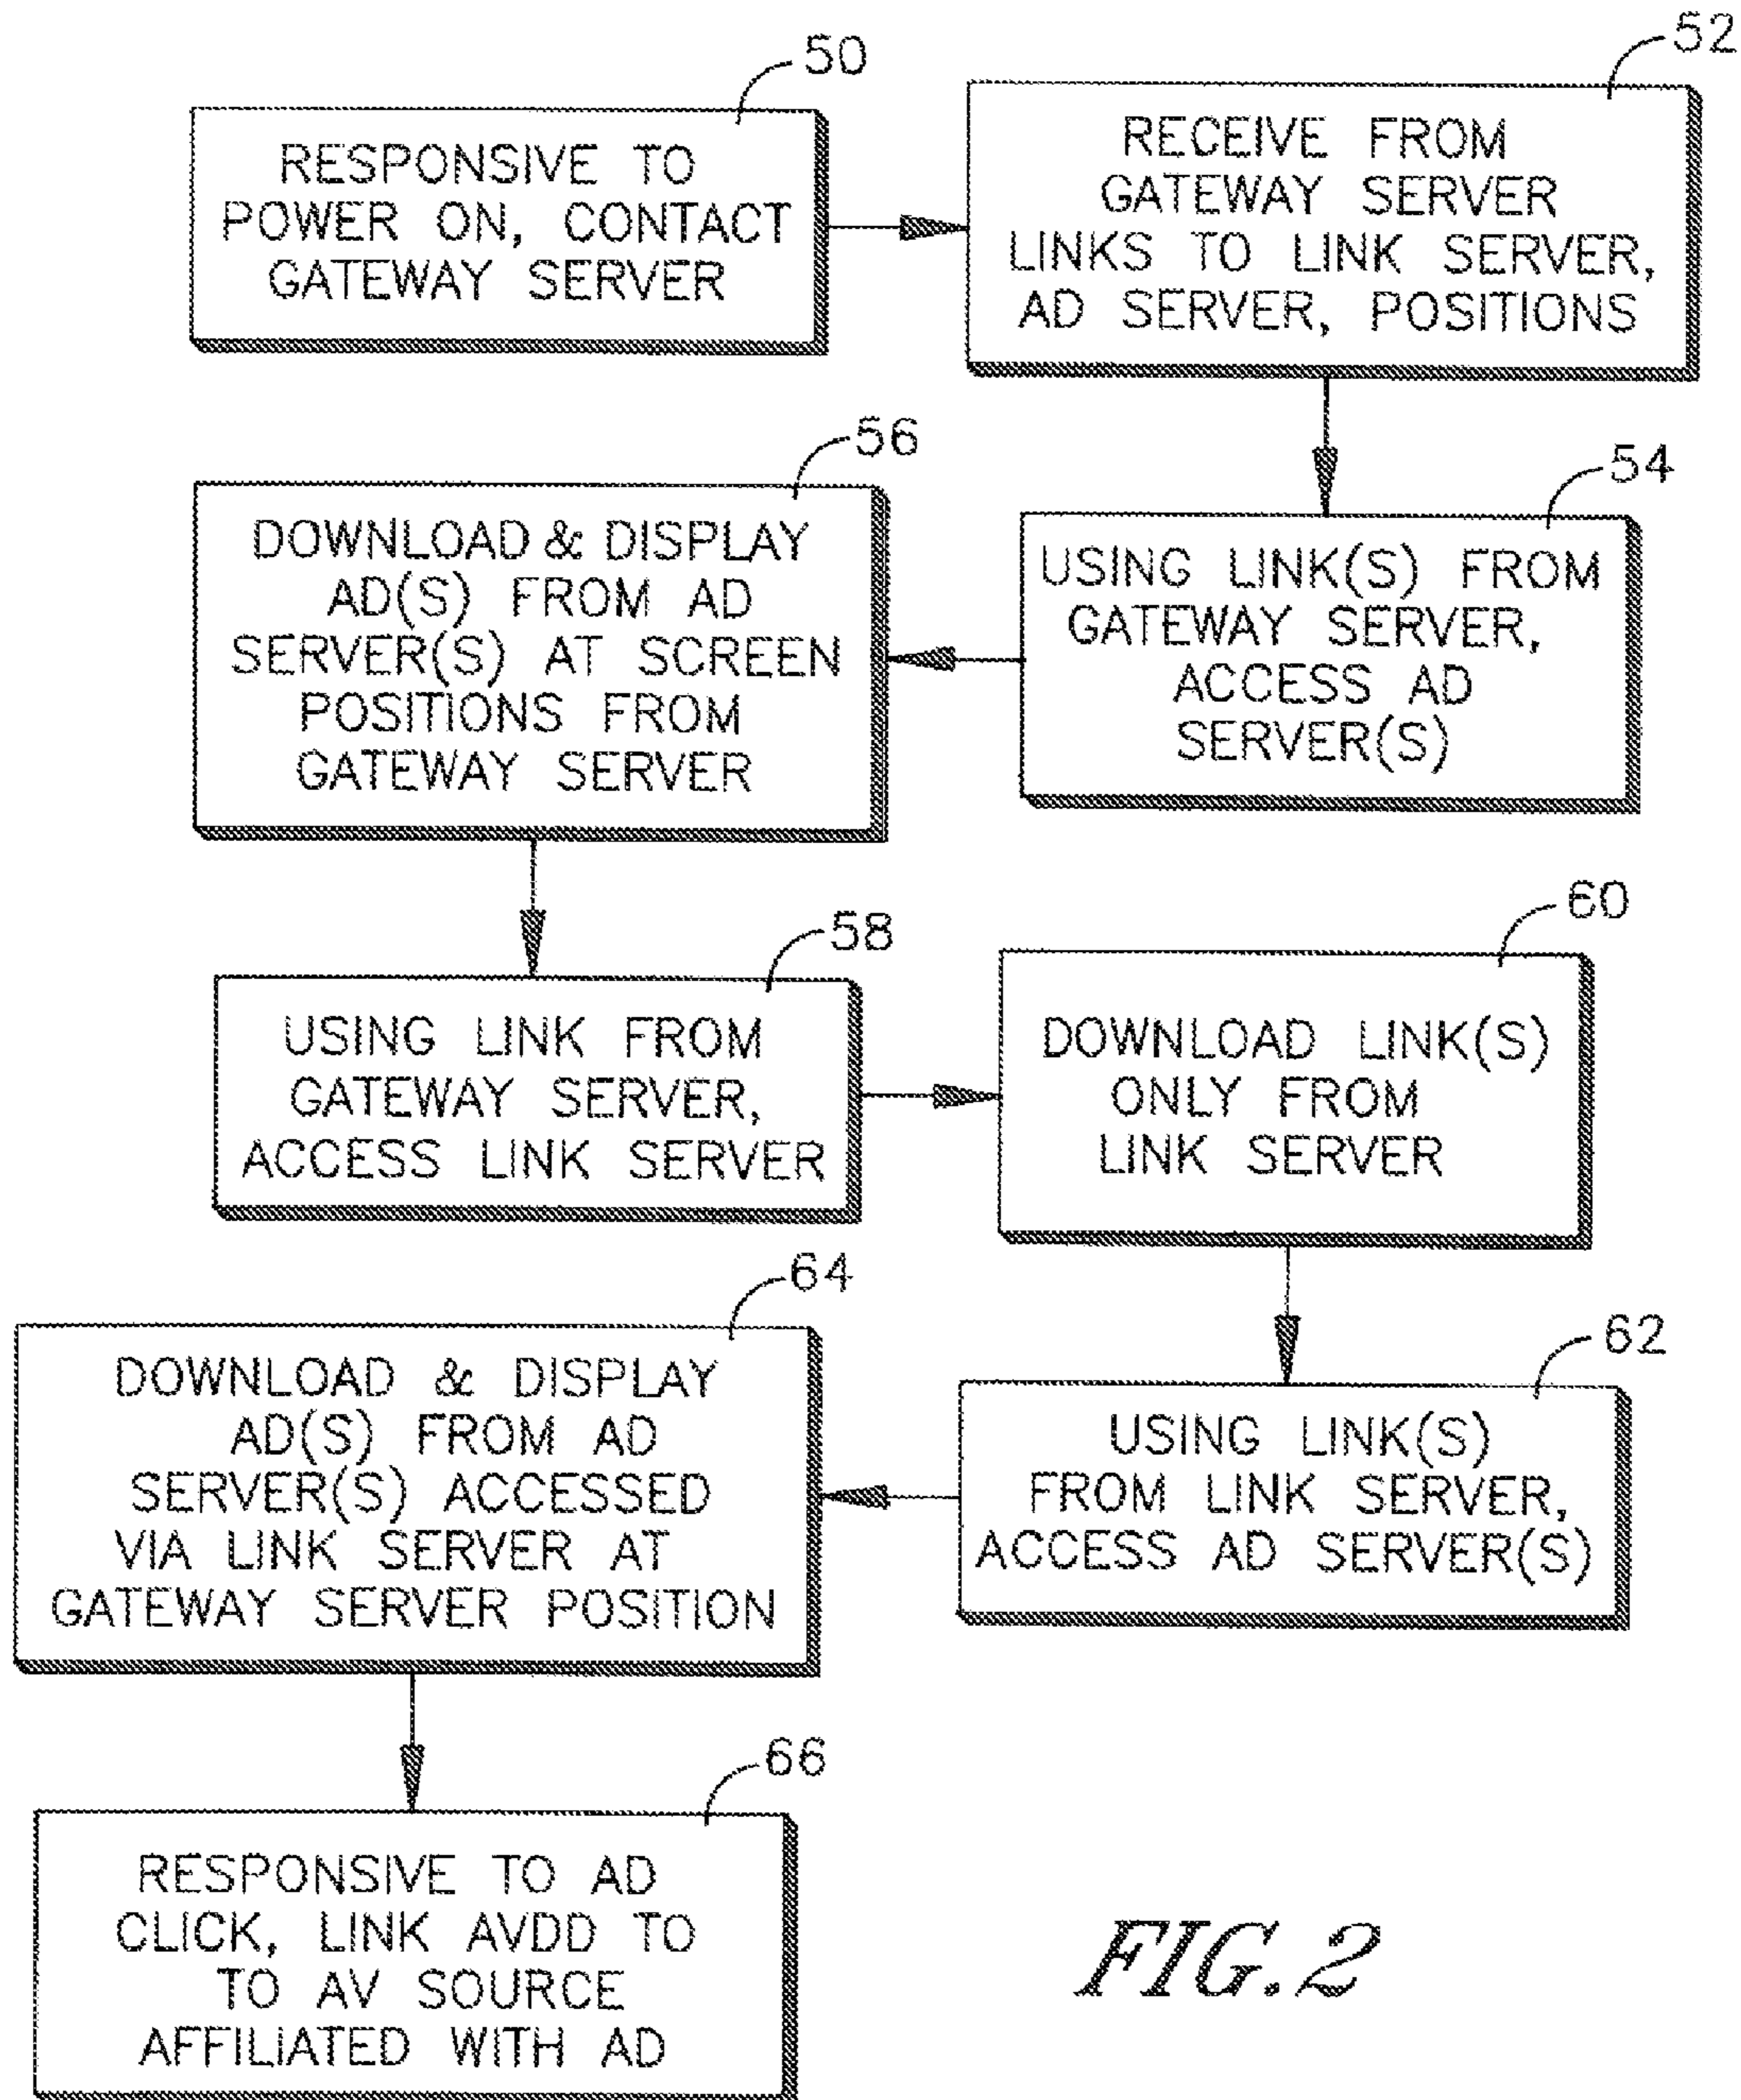 50
RESPONSIVE TO
POWER ON, CONTACT
GATEWAY SERVER
52
RECEIVE FROM
GATEWAY SERVER
LINKS TO LINK SERVER,
AD SERVER, POSITIONS
54
USING LINK(S) FROM
GATEWAY SERVER,
ACCESS AD
SERVER(S)
56
DOWNLOAD & DISPLAY
AD(S) FROM AD
SERVER(S) AT SCREEN
POSITIONS FROM
GATEWAY SERVER
58
USING LINK FROM
GATEWAY SERVER,
ACCESS LINK SERVER
60
DOWNLOAD LINK(S)
ONLY FROM
LINK SERVER
62
USING LINK(S)
FROM LINK SERVER,
ACCESS AD SERVER(S)
64
DOWNLOAD & DISPLAY
AD(S) FROM AD
SERVER(S) ACCESSED
VIA LINK SERVER AT
GATEWAY SERVER POSITION
66
RESPONSIVE TO AD
CLICK, LINK AVDD TO
TO AV SOURCE
AFFILIATED WITH AD
FIG. 2